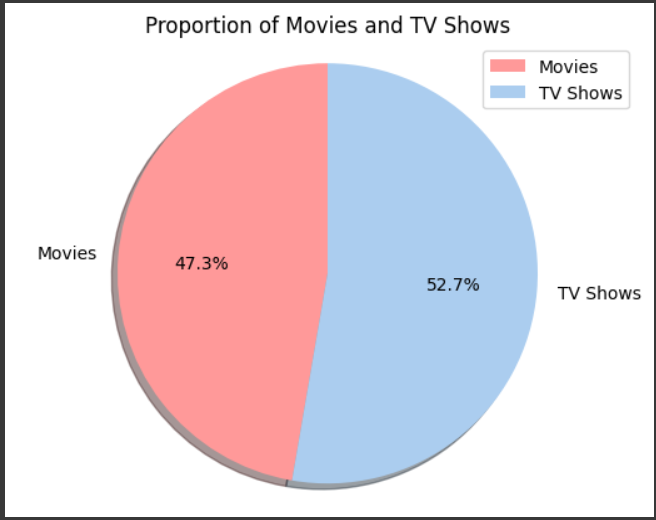 Proportion of Movies and TV Shows
Movies
TV Shows
Movies
47.3%
52.7%
TV Shows